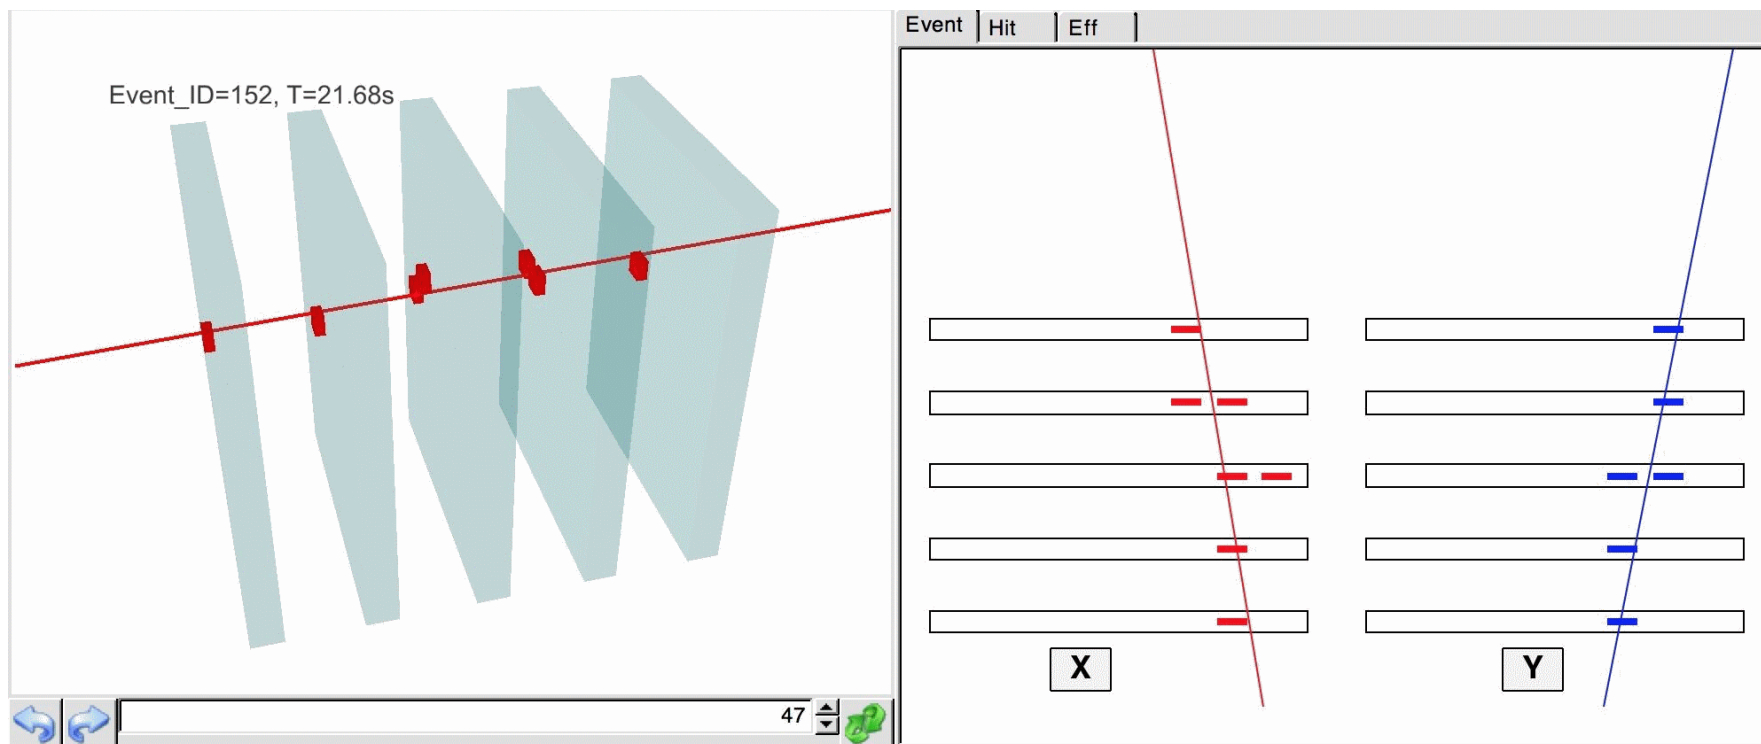 Event Hit Eff
Event_ID=152, T=21.68s
X Y
47